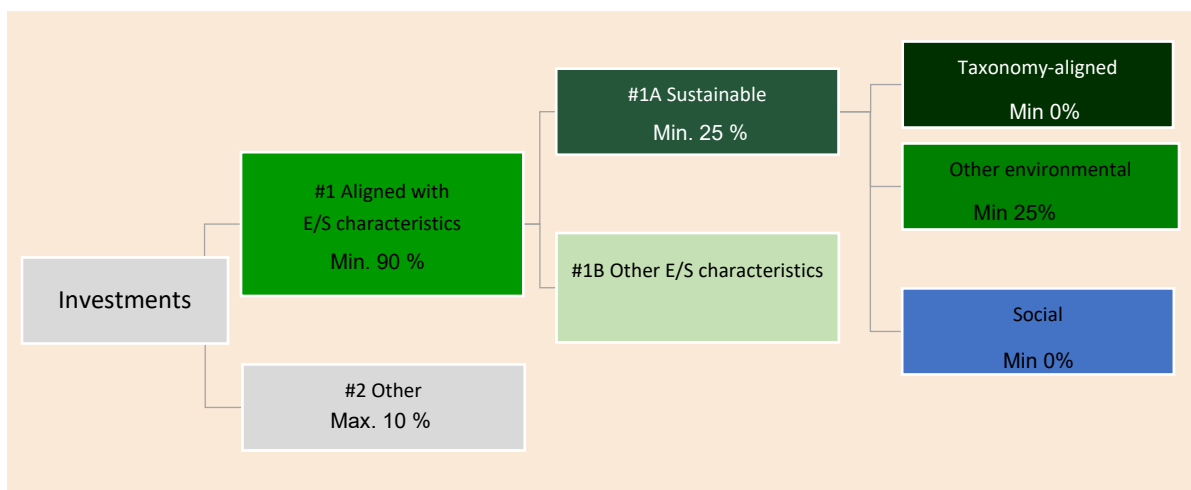 Investments
#1 Aligned with
E/S characteristics
Min. 90 %
#2 Other
Max. 10 %
#1A Sustainable
Min. 25 %
#1B Other E/S characteristics
Taxonomy-aligned
Min 0%
Other environmental
Min 25%
Social
Min 0%